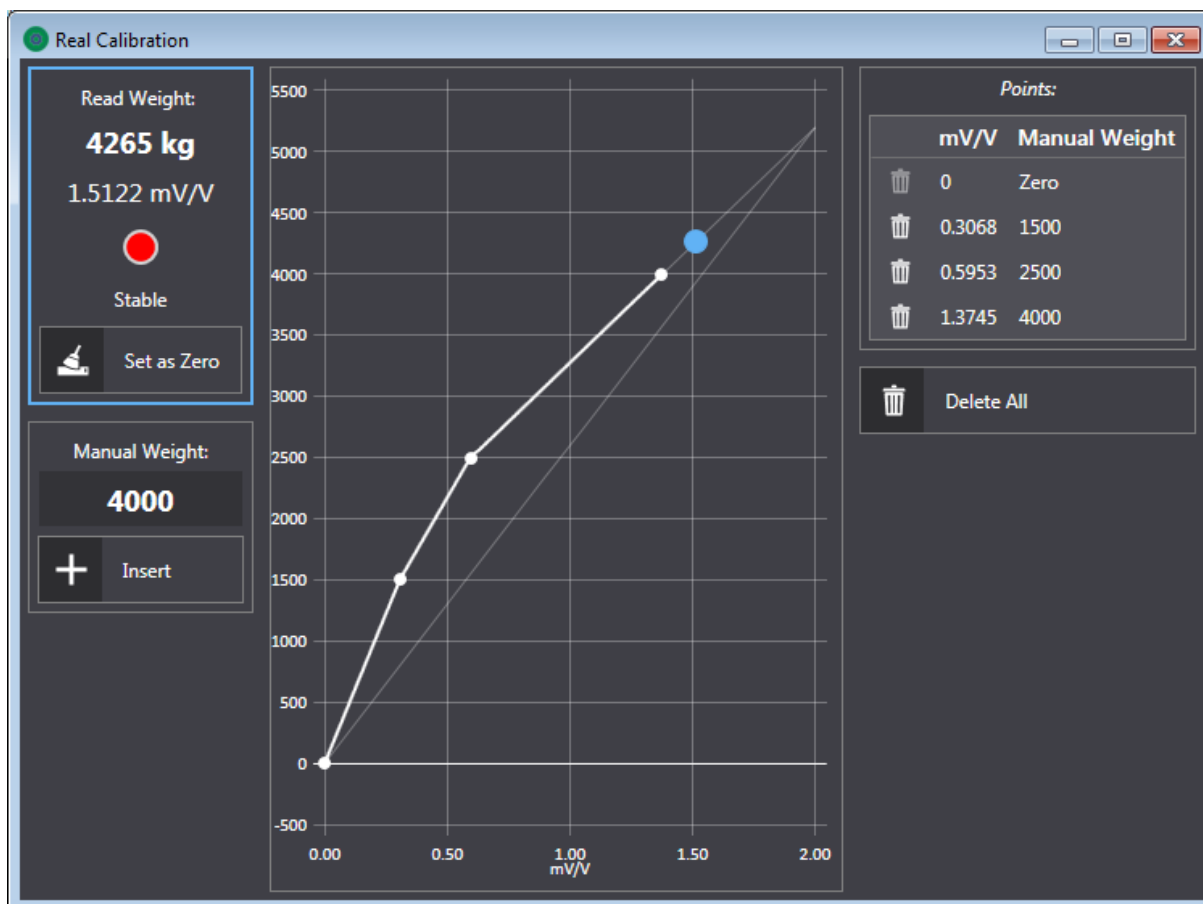 Real Calibration
Read Weight:
4265 kg
1.5122 mV/V
Stable
Set as Zero
Manual Weight:
4000
Insert
5500
5000
4500
4000
3500
3000
2500
2000
1500
1000
500
0
-500
0.00 0.50 1.00 1.50 2.00
mV/V
Points:
mV/V Manual Weight
0 Zero
0.3068 1500
0.5953 2500
1.3745 4000
Delete All